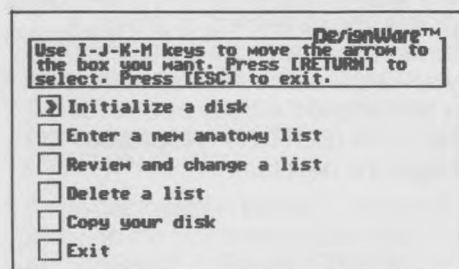 DesignWare™
Use I-J-K-M keys to move the arrow to
the box you want. Press [RETURN] to
select. Press [ESC] to exit.
Initialize a disk
Enter a new anatomy list
Review and change a list
Delete a list
Copy your disk
Exit